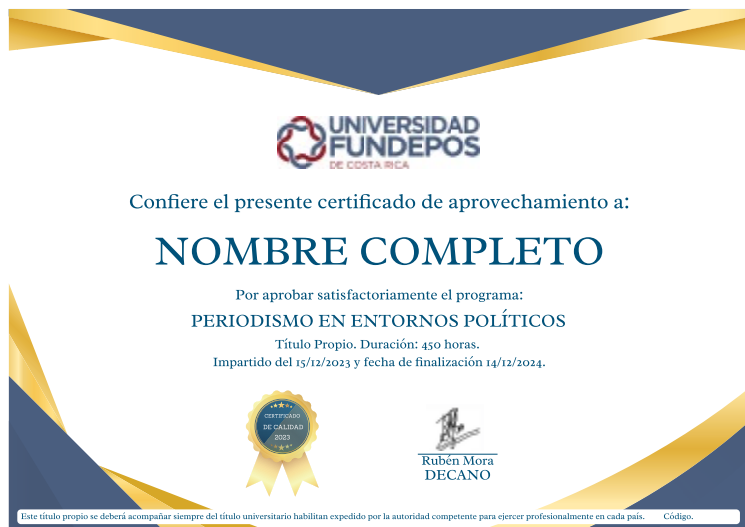 UNIVERSIDAD
FUNDEPOS
DE COSTA RICA
Confiere el presente certificado de aprovechamiento a:
NOMBRE COMPLETO
Por aprobar satisfactoriamente el programa:
PERIODISMO EN ENTORNOS POLÍTICOS
Título Propio. Duración: 450 horas.
Impartido del 15/12/2023 y fecha de finalización 14/12/2024.
CERTIFICADO
DE CALIDAD
2023
Rubén Mora
DECANO
Este título propio se deberá acompañar siempre del título universitario habilitan expedido por la autoridad competente para ejercer profesionalmente en cada país. Código.